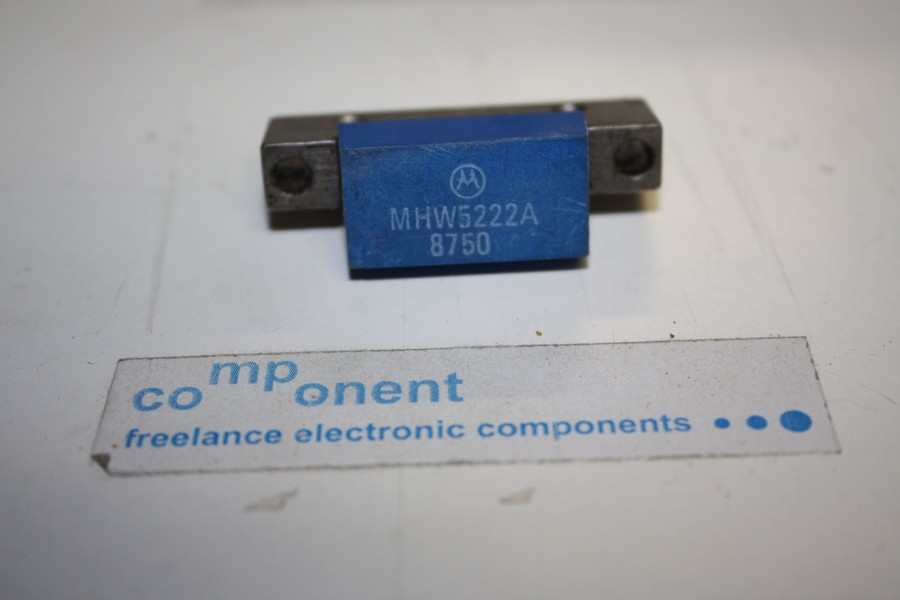 MHW5222A
8750
component
freelance electronic components